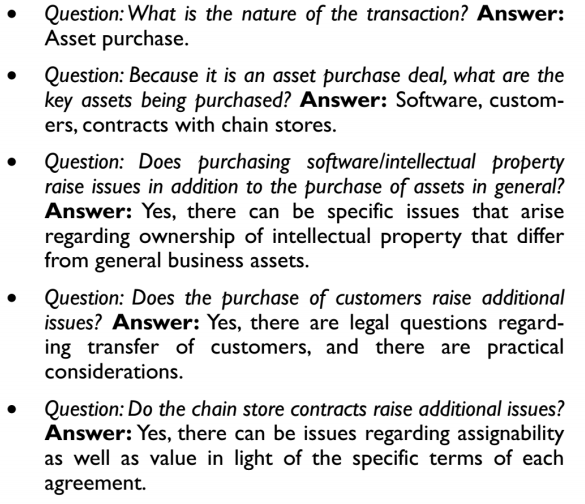 • Question: What is the nature of the transaction? Answer:
Asset purchase.
• Question: Because it is an asset purchase deal, what are the
key assets being purchased? Answer: Software, custom-
ers, contracts with chain stores.
• Question: Does purchasing software/intellectual property
raise issues in addition to the purchase of assets in general?
Answer: Yes, there can be specific issues that arise
regarding ownership of intellectual property that differ
from general business assets.
• Question: Does the purchase of customers raise additional
issues? Answer: Yes, there are legal questions regard-
ing transfer of customers, and there are practical
considerations.
• Question: Do the chain store contracts raise additional issues?
Answer: Yes, there can be issues regarding assignability
as well as value in light of the specific terms of each
agreement.